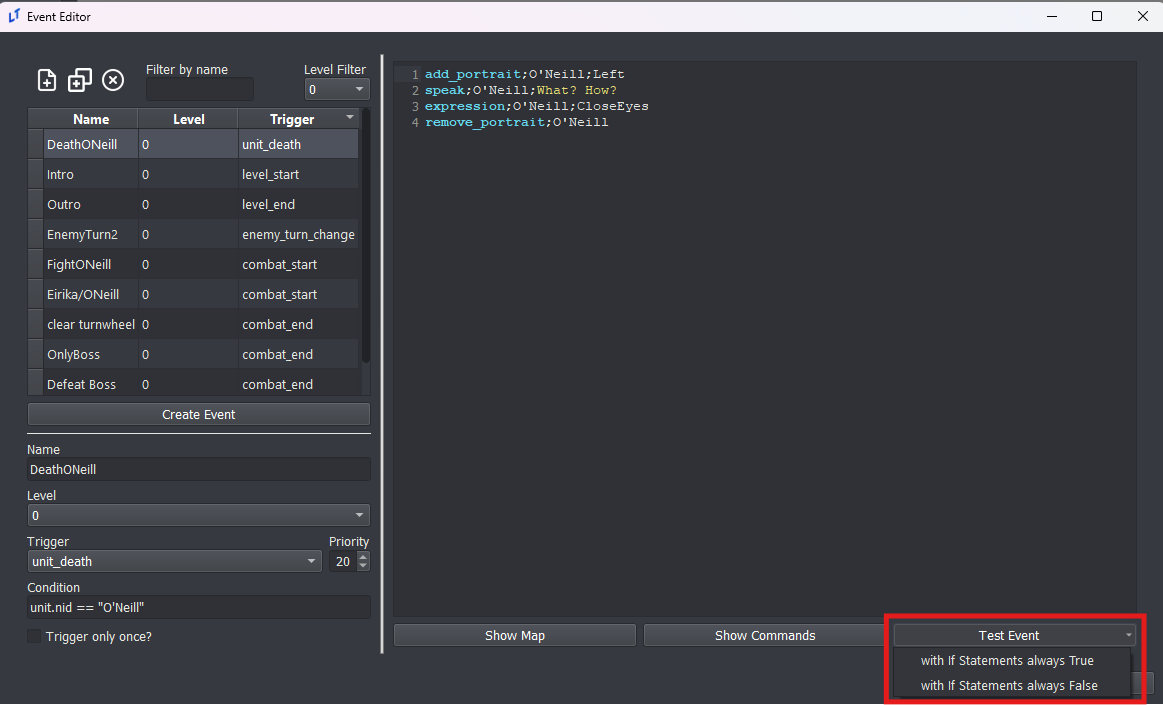 LT Event Editor
Filter by name
Level Filter
0
Name Level Trigger
DeathONeill 0 unit_death
Intro 0 level_start
Outro 0 level_end
EnemyTurn2 0 enemy_turn_change
FightONeill 0 combat_start
Eirika/ONeill 0 combat_start
clear turnwheel 0 combat_end
OnlyBoss 0 combat_end
Defeat Boss 0 combat_end
Create Event
Name
DeathONeill
Level
0
Trigger Priority
unit_death 20
Condition
unit.nid == "O'Neill"
Trigger only once?
1 add_portrait;O'Neill;Left
2 speak;O'Neill;What? How?
3 expression;O'Neill;CloseEyes
4 remove_portrait;O'Neill
Show Map Show Commands Test Event
with If Statements always True
with If Statements always False